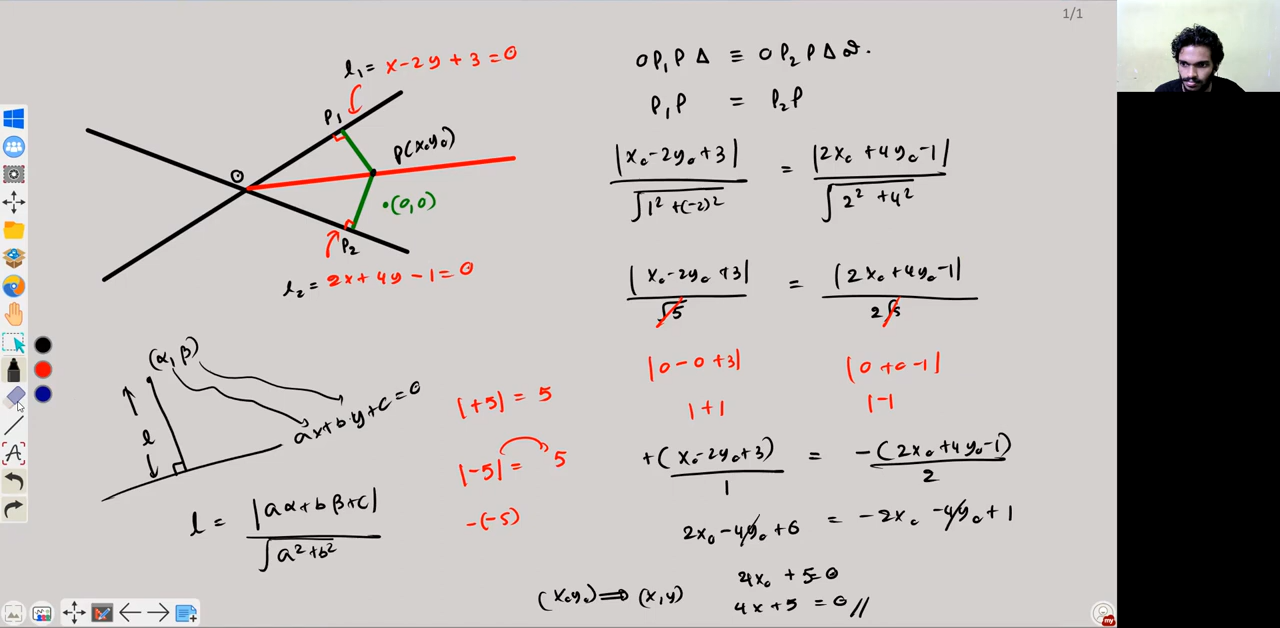 1/1
l₁ = x-2y+3=0
P₁
P(x₀y₀)
O
•(0,0)
P₂
l₂ = 2x+4y-1=0
(α, β)
ax+by+c=0
l
l = |aα+bβ+c| / √a²+b²
|+5| = 5
|-5| = 5
-(-5)
OP₁P Δ ≡ OP₂P Δ
P₁P = P₂P
|x₀-2y₀+3| / √1²+(-2)² = |2x₀+4y₀-1| / √2²+4²
|x₀-2y₀+3| / √5 = |2x₀+4y₀-1| / 2√5
|0-0+3| |0+0-1|
|+| |-|
+(x₀-2y₀+3) / 1 = -(2x₀+4y₀-1) / 2
2x₀-4y₀+6 = -2x₀-4y₀+1
4x₀+5=0
(x₀y₀) ⟹ (x,y)
4x+5=0//
A
my